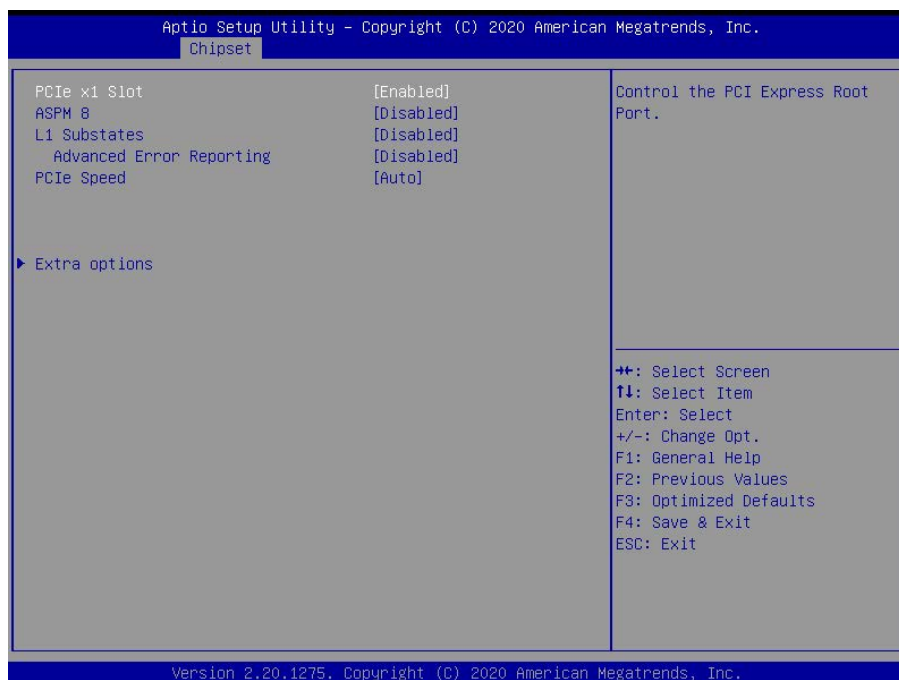 Aptio Setup Utility – Copyright (C) 2020 American Megatrends, Inc.
Chipset
PCIe x1 Slot [Enabled]
ASPM 8 [Disabled]
L1 Substates [Disabled]
Advanced Error Reporting [Disabled]
PCIe Speed [Auto]
Extra options
Control the PCI Express Root
Port.
→←: Select Screen
↑↓: Select Item
Enter: Select
+/-: Change Opt.
F1: General Help
F2: Previous Values
F3: Optimized Defaults
F4: Save & Exit
ESC: Exit
Version 2.20.1275. Copyright (C) 2020 American Megatrends, Inc.